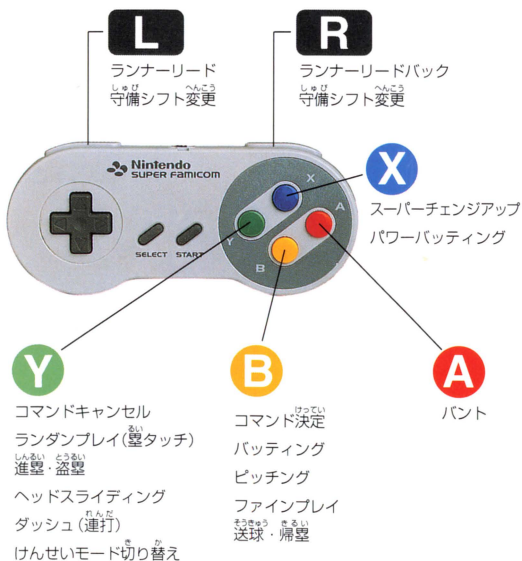 L
ランナーリード
守備シフト変更
R
ランナーリードバック
守備シフト変更
Nintendo
SUPER FAMICOM
SELECT START
X
A
Y
B
X
スーパーチェンジアップ
パワーバッティング
Y
コマンドキャンセル
ランダンプレイ(塁タッチ)
進塁・盗塁
ヘッドスライディング
ダッシュ(連打)
けんせいモード切り替え
B
コマンド決定
バッティング
ピッチング
ファインプレイ
送球・帰塁
A
バント